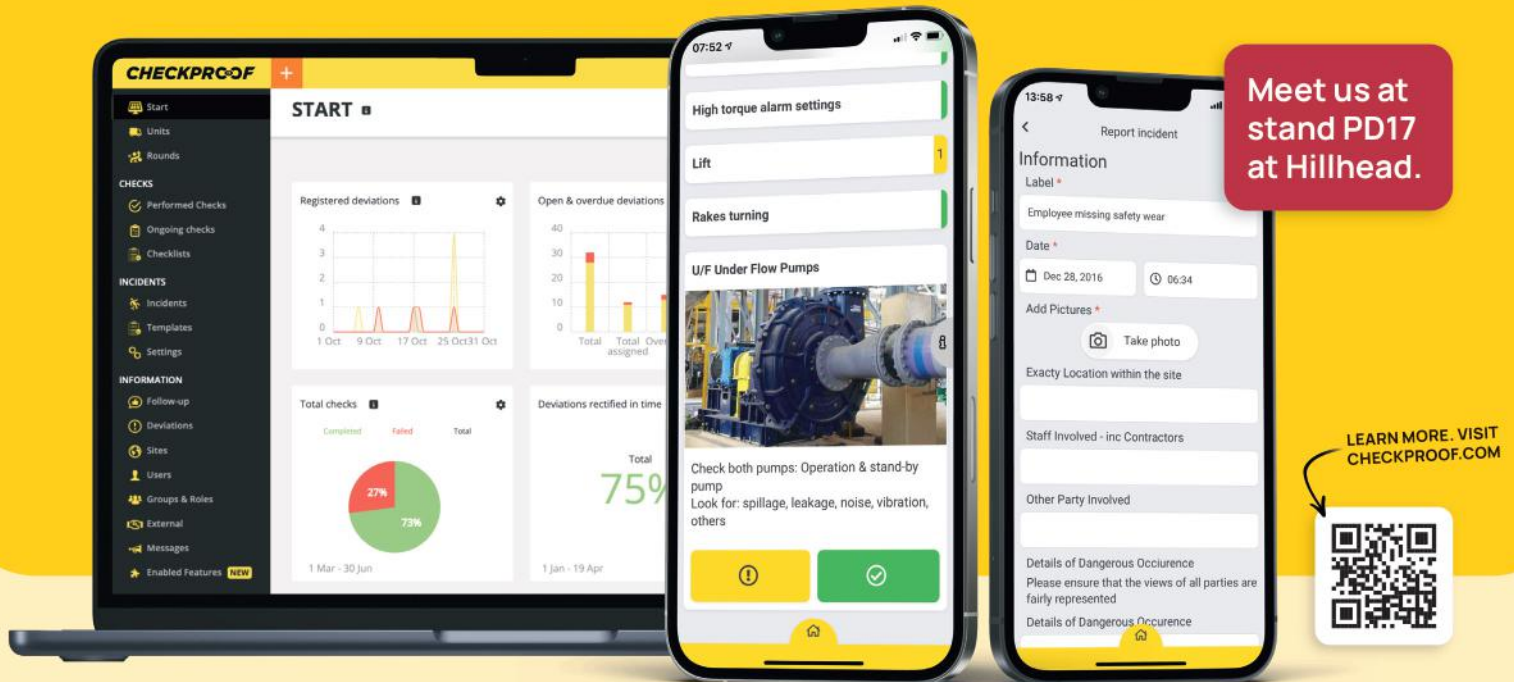 CHECKPROOF
+
Start
Units
Rounds
CHECKS
Performed Checks
Ongoing checks
Checklists
INCIDENTS
Incidents
Templates
Settings
INFORMATION
Follow-up
Deviations
Sites
Users
Groups & Roles
External
Messages
Enabled Features NEW
START
Registered deviations
4
3
2
1
0
1 Oct 9 Oct 17 Oct 25 Oct31 Oct
Open & overdue deviations
40
30
20
10
0
Total Total Over
assigned
Total checks
Completed Failed Total
27%
73%
1 Mar - 30 Jun
Deviations rectified in time
Total
75%
1 Jan - 19 Apr
07:52
High torque alarm settings
Lift
1
Rakes turning
U/F Under Flow Pumps
Check both pumps: Operation & stand-by
pump
Look for: spillage, leakage, noise, vibration,
others
13:58
Report incident
Information
Label *
Employee missing safety wear
Date *
Dec 28, 2016 06:34
Add Pictures *
Take photo
Exacty Location within the site
Staff Involved - inc Contractors
Other Party Involved
Details of Dangerous Occiurence
Please ensure that the views of all parties are
fairly represented
Details of Dangerous Occurence
Meet us at
stand PD17
at Hillhead.
LEARN MORE. VISIT
CHECKPROOF.COM